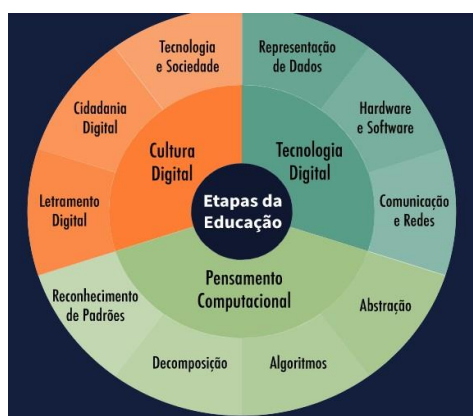 Tecnologia
e Sociedade
Representação
de Dados
Cidadania
Digital
Hardware
e Software
Cultura
Digital
Tecnologia
Digital
Letramento
Digital
Etapas da
Educação
Comunicação
e Redes
Pensamento
Computacional
Reconhecimento
de Padrões
Abstração
Decomposição
Algoritmos